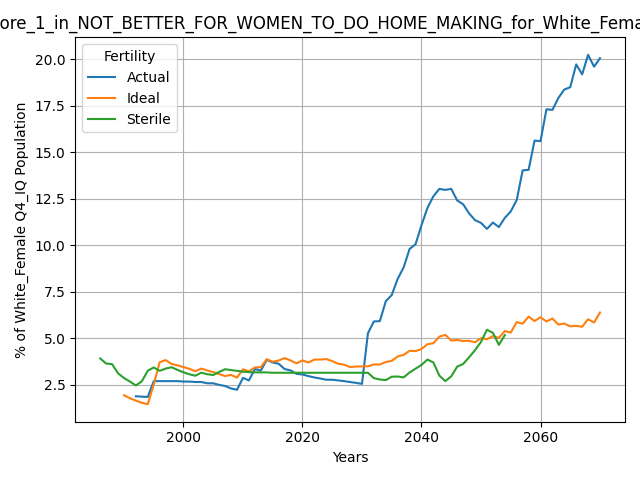 ore_1_in_NOT_BETTER_FOR_WOMEN_TO_DO_HOME_MAKING_for_White_Fema
Fertility
Actual
Ideal
Sterile
% of White_Female Q4_IQ Population
20.0
17.5
15.0
12.5
10.0
7.5
5.0
2.5
2000
2020
2040
2060
Years